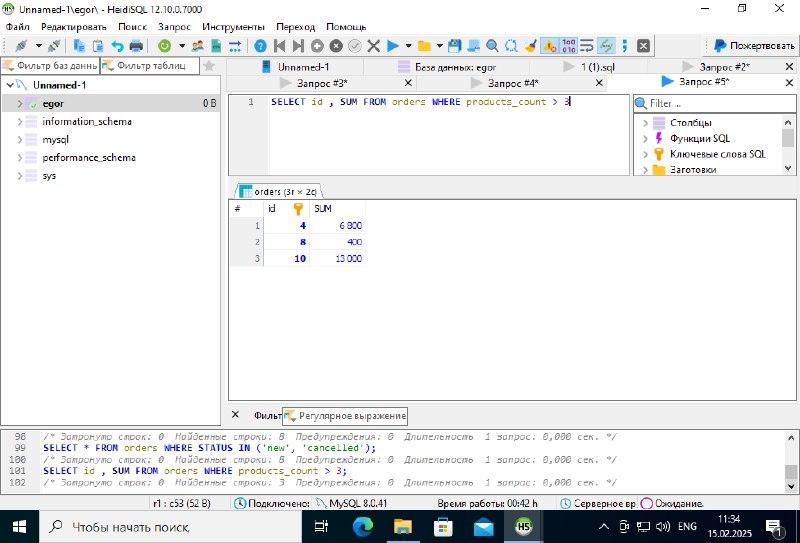 Unnamed-1\egor\ - HeidiSQL 12.10.0.7000
Файл Редактировать Поиск Запрос Инструменты Переход Помощь
Пожертвовать
Фильтр баз данны
Фильтр таблиц
Unnamed-1
База данных: egor
1 (1).sql
Запрос #2*
Запрос #3*
Запрос #4*
Запрос #5*
Unnamed-1
egor 0 B
information_schema
mysql
performance_schema
sys
1 SELECT id , SUM FROM orders WHERE products_count > 3
Filter ...
Столбцы
Функции SQL
Ключевые слова SQL
Заготовки
orders (3r × 2c)
# id SUM
1 4 6 800
2 8 400
3 10 13 000
Фильт
Регулярное выражение
98 /* Затронуто строк: 0 Найденные строки: 8 Предупреждения: 0 Длительность 1 запрос: 0,000 сек. */
99 SELECT * FROM orders WHERE STATUS IN ('new', 'cancelled');
100 /* Затронуто строк: 0 Найденные строки: 8 Предупреждения: 0 Длительность 1 запрос: 0,000 сек. */
101 SELECT id , SUM FROM orders WHERE products_count > 3;
102 /* Затронуто строк: 0 Найденные строки: 3 Предупреждения: 0 Длительность 1 запрос: 0,000 сек. */
r1 : c53 (52 B)
Подключено:
MySQL 8.0.41
Время работы: 00:42 h
Серверное вр
Ожидание.
Чтобы начать поиск,
HS
ENG
11:34
15.02.2025
1